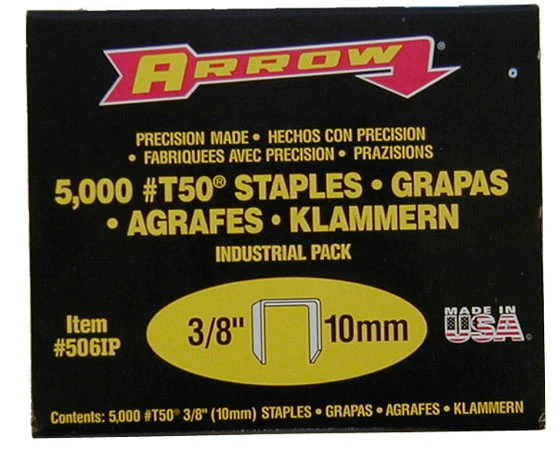 ARROW®
PRECISION MADE • HECHOS CON PRECISION
• FABRIQUEES AVEC PRECISION • PRAZISIONS
5,000 #T50® STAPLES • GRAPAS
• AGRAFES • KLAMMERN
INDUSTRIAL PACK
Item
#506IP
3/8" 10mm
MADE IN
USA
Contents: 5,000 #T50® 3/8" (10mm) STAPLES • GRAPAS • AGRAFES • KLAMMERN